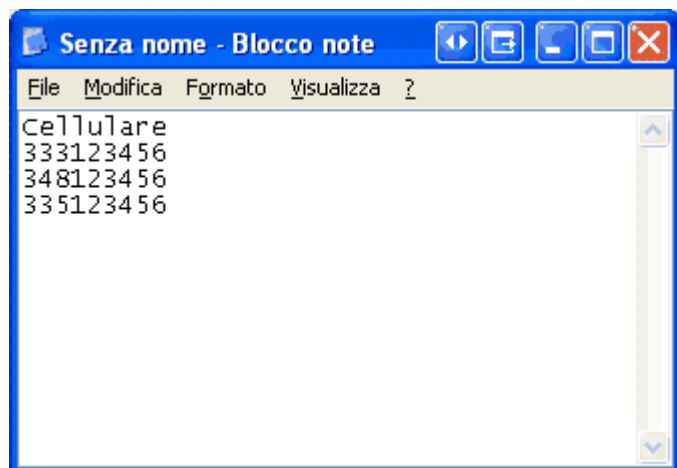 Senza nome - Blocco note
File Modifica Formato Visualizza ?
Cellulare
333123456
348123456
335123456